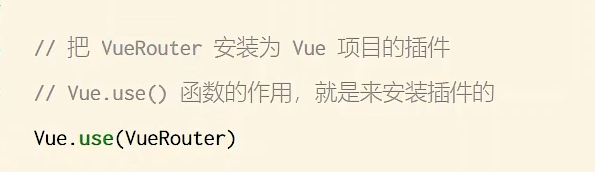 // 把 VueRouter 安装为 Vue 项目的插件
// Vue.use() 函数的作用，就是来安装插件的
Vue.use(VueRouter)